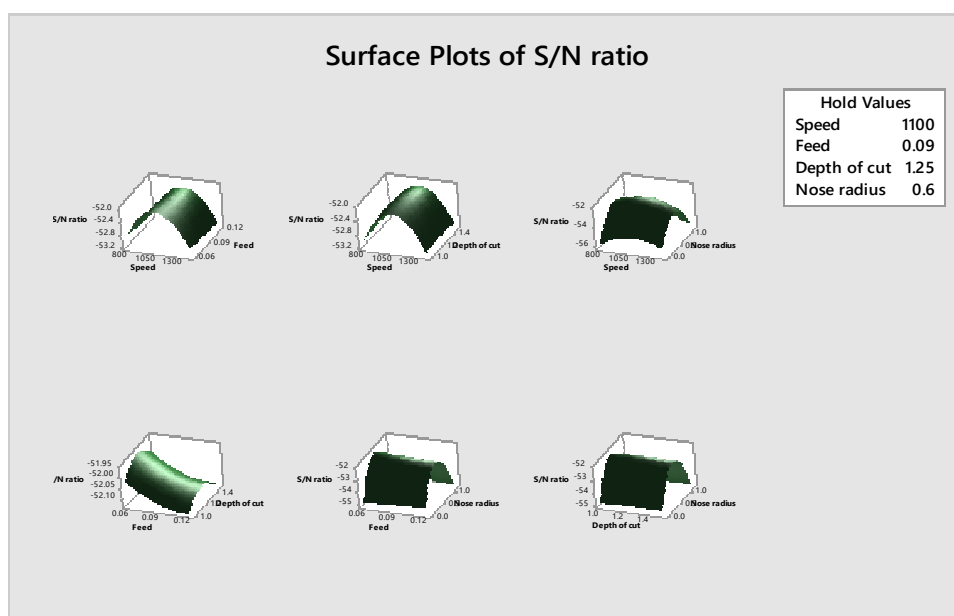 Surface Plots of S/N ratio
Hold Values
Speed 1100
Feed 0.09
Depth of cut 1.25
Nose radius 0.6
-52.0
S/N ratio
-52.4
-52.8
-53.2
800
1050
1300
Speed
0.12
0.09
0.06
Feed
-52.0
S/N ratio
-52.4
-52.8
-53.2
800
1050
1300
Speed
1.4
1.0
Depth of cut
-52
S/N ratio
-54
-56
800
1050
1300
Speed
1.0
0.0
Nose radius
-51.95
/N ratio
-52.00
-52.05
-52.10
0.06
0.09
0.12
Feed
1.4
1.0
Depth of cut
-52
S/N ratio
-53
-54
-55
0.06
0.09
0.12
Feed
1.0
0.0
Nose radius
-52
S/N ratio
-53
-54
-55
1.0
1.2
1.4
Depth of cut
1.0
0.0
Nose radius